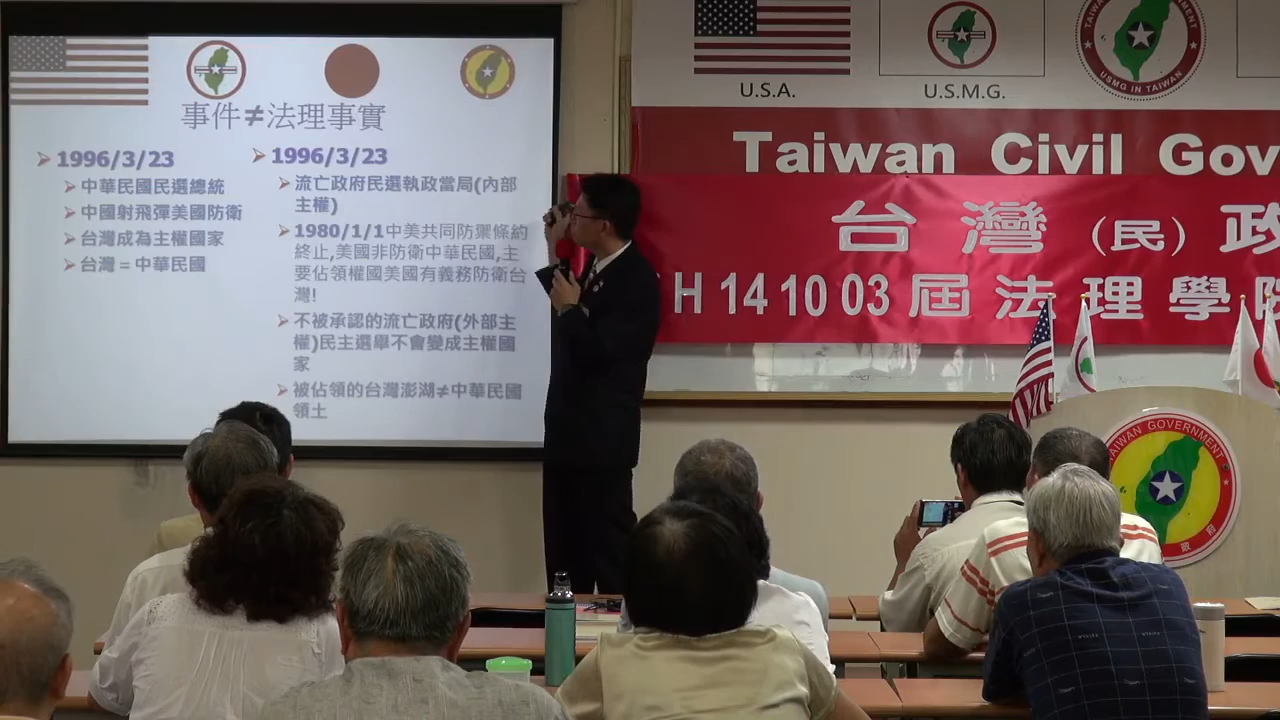 事件≠法理事實
1996/3/23
中華民國民選總統
中國射飛彈美國防衛
台灣成為主權國家
台灣=中華民國
1996/3/23
流亡政府民選執政當局(內部
主權)
1980/1/1中美共同防禦條約
終止,美國非防衛中華民國,主
要佔領權國美國有義務防衛台
灣!
不被承認的流亡政府(外部主
權)民主選舉不會變成主權國
家
被佔領的台灣澎湖≠中華民國
領土
U.S.A.
U.S.M.G.
USMG IN TAIWAN
Taiwan Civil Gov
台灣(民)政
H 14 10 03 屆法理學院
TAIWAN GOVERNMENT
政府